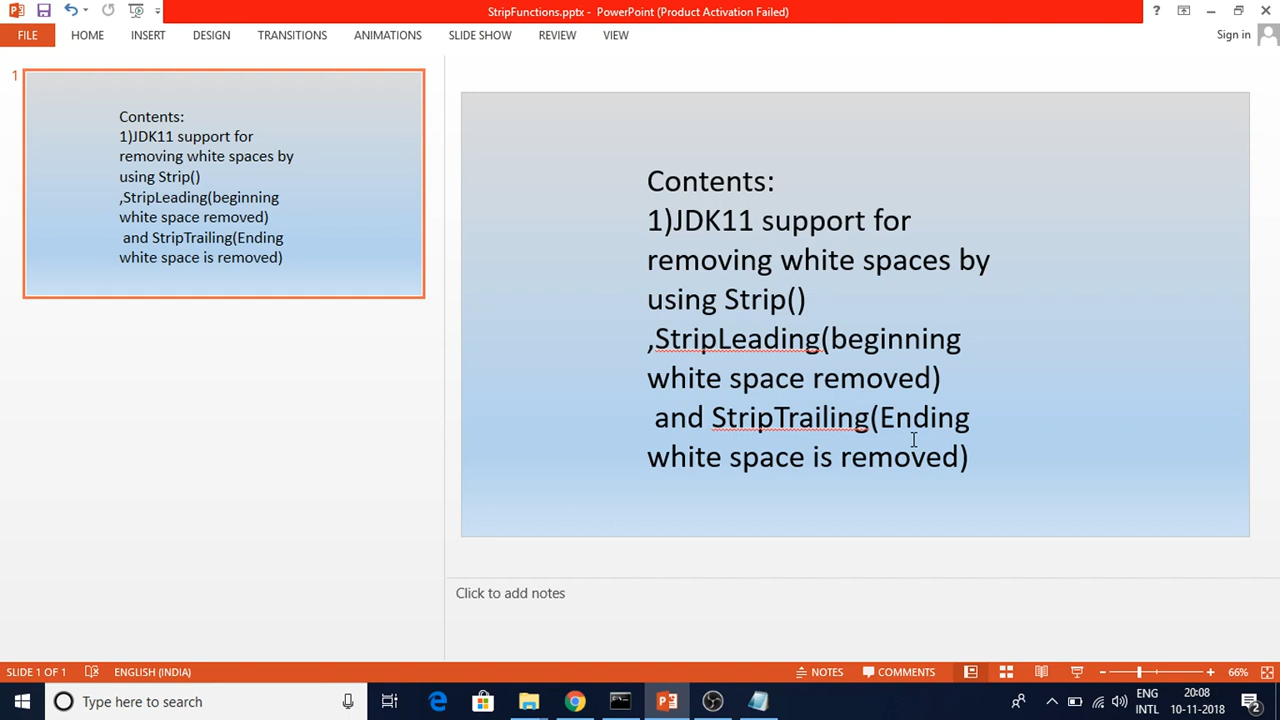 StripFunctions.pptx - PowerPoint (Product Activation Failed)
FILE HOME INSERT DESIGN TRANSITIONS ANIMATIONS SLIDE SHOW REVIEW VIEW Sign in
1
Contents:
1)JDK11 support for
removing white spaces by
using Strip()
,StripLeading(beginning
white space removed)
and StripTrailing(Ending
white space is removed)
Contents:
1)JDK11 support for
removing white spaces by
using Strip()
,StripLeading(beginning
white space removed)
and StripTrailing(Ending
white space is removed)
Click to add notes
SLIDE 1 OF 1 ENGLISH (INDIA) NOTES COMMENTS 66%
Type here to search
ENG 20:08
INTL 10-11-2018 2